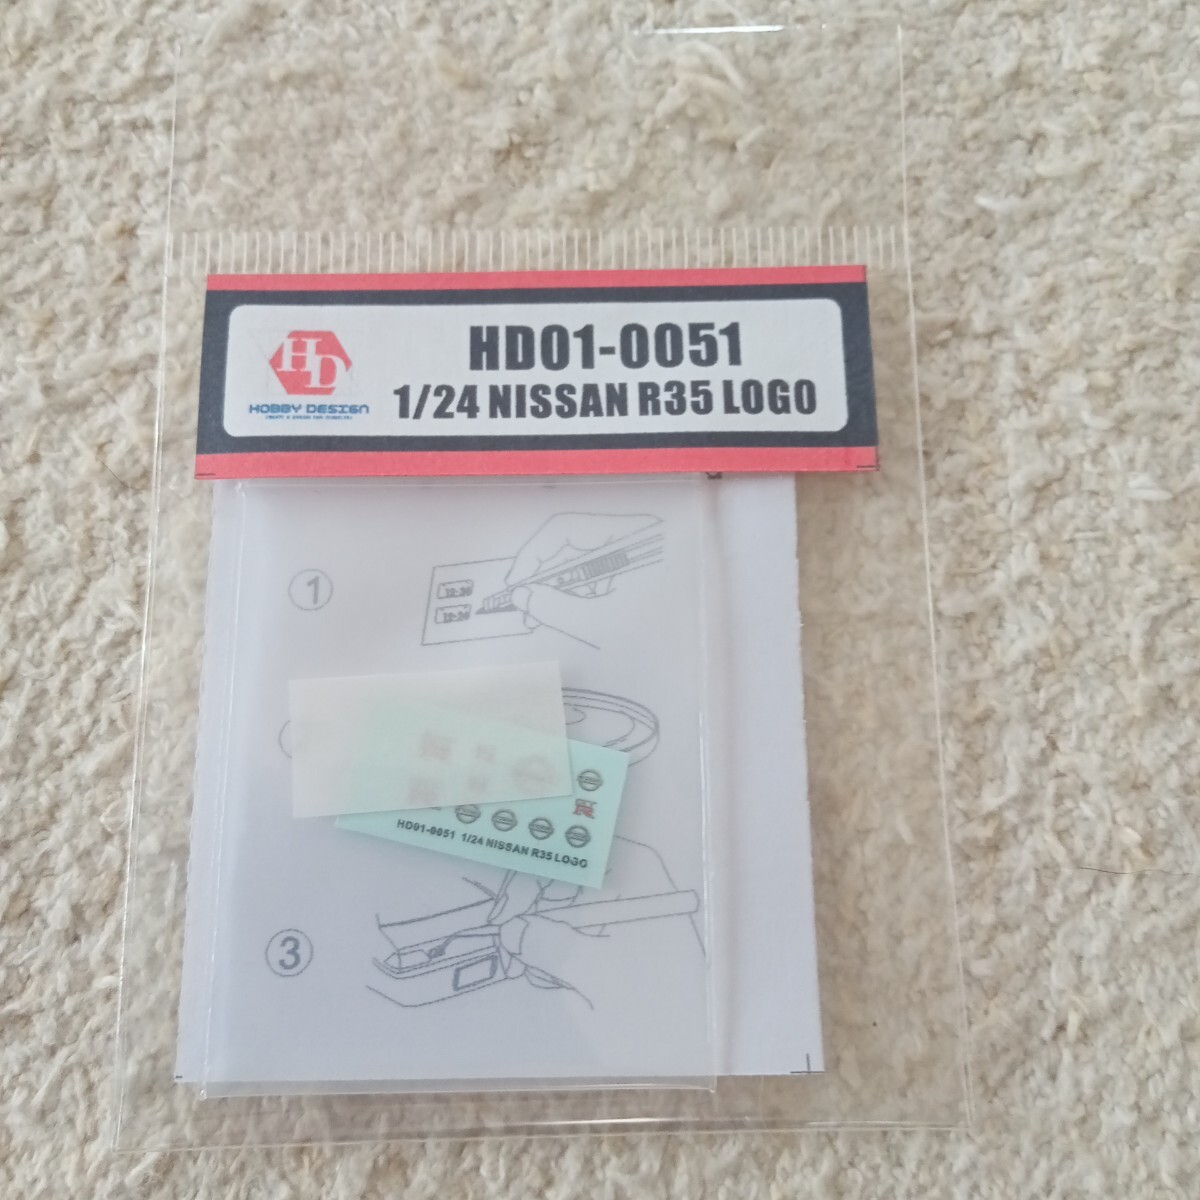 HD01-0051
HD
HOBBY DESIGN
1/24 NISSAN R35 LOGO
1
HD01-0051 1/24 NISSAN R35 LOGO
3